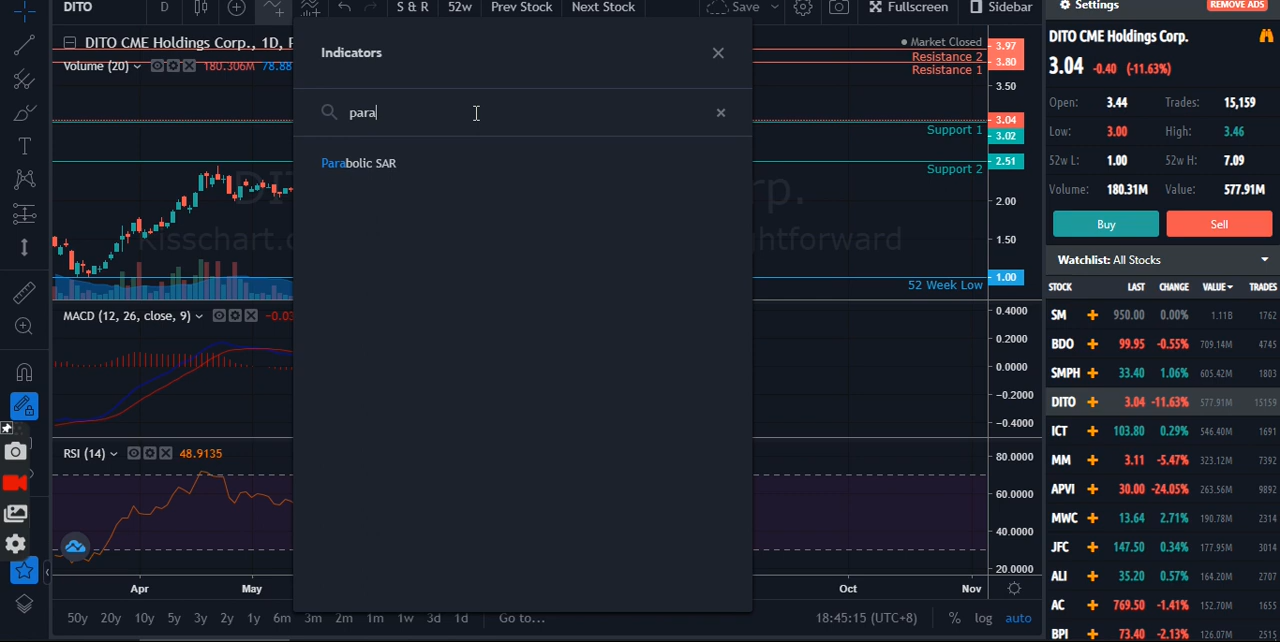 DITO D S & R 52w Prev Stock Next Stock Save Fullscreen Sidebar
Settings REMOVE ADS
DITO CME Holdings Corp., 1D,
Volume (20) 180.306M 78.88
Indicators
para
Parabolic SAR
Market Closed
Resistance 2 3.97
Resistance 1 3.80
3.50
3.04
Support 1 3.02
Support 2 2.51
2.00
1.50
1.00
52 Week Low
DI rp.
Kisschart.c ightforward
MACD (12, 26, close, 9) -0.03
0.4000
0.2000
0.0000
-0.2000
-0.4000
RSI (14) 48.9135
80.0000
60.0000
40.0000
20.0000
Apr May Oct Nov
50y 20y 10y 5y 3y 2y 1y 6m 3m 2m 1m 1w 3d 1d Go to... 18:45:15 (UTC+8) % log auto
DITO CME Holdings Corp.
3.04 -0.40 (-11.63%)
Open: 3.44 Trades: 15,159
Low: 3.00 High: 3.46
52w L: 1.00 52w H: 7.09
Volume: 180.31M Value: 577.91M
Buy Sell
Watchlist: All Stocks
STOCK LAST CHANGE VALUE TRADES
SM 950.00 0.00% 1.11B 1762
BDO 99.95 -0.55% 709.14M 4745
SMPH 33.40 1.06% 605.42M 1803
DITO 3.04 -11.63% 577.91M 15159
ICT 103.80 0.29% 546.40M 1691
MM 3.11 -5.47% 323.12M 7392
APVI 30.00 -24.05% 263.56M 9892
MWC 13.64 2.71% 190.78M 2314
JFC 147.50 0.34% 177.95M 3014
ALI 35.20 0.57% 164.20M 2707
AC 769.50 -1.41% 152.70M 1655
BPI 73.40 -2.13% 126.07M 2515